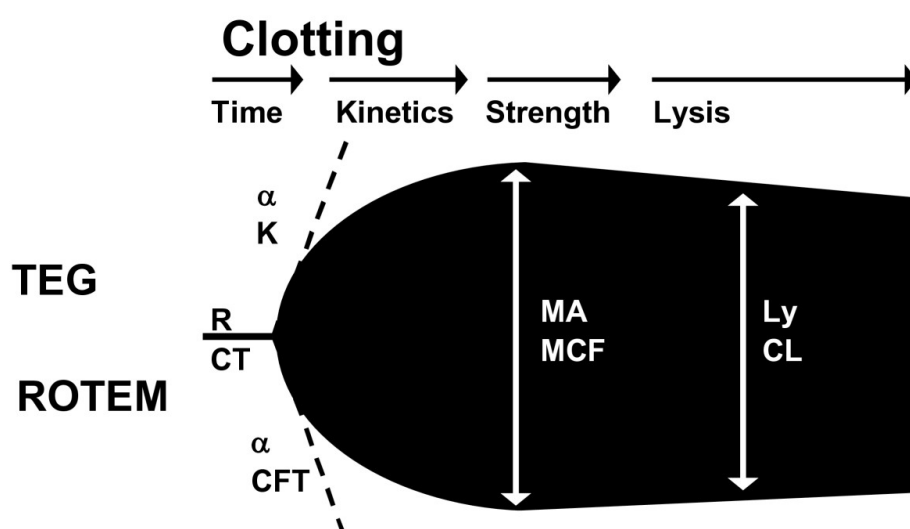 Clotting
Time Kinetics Strength Lysis
α
K
TEG
R
CT
MA
MCF
Ly
CL
ROTEM
α
CFT